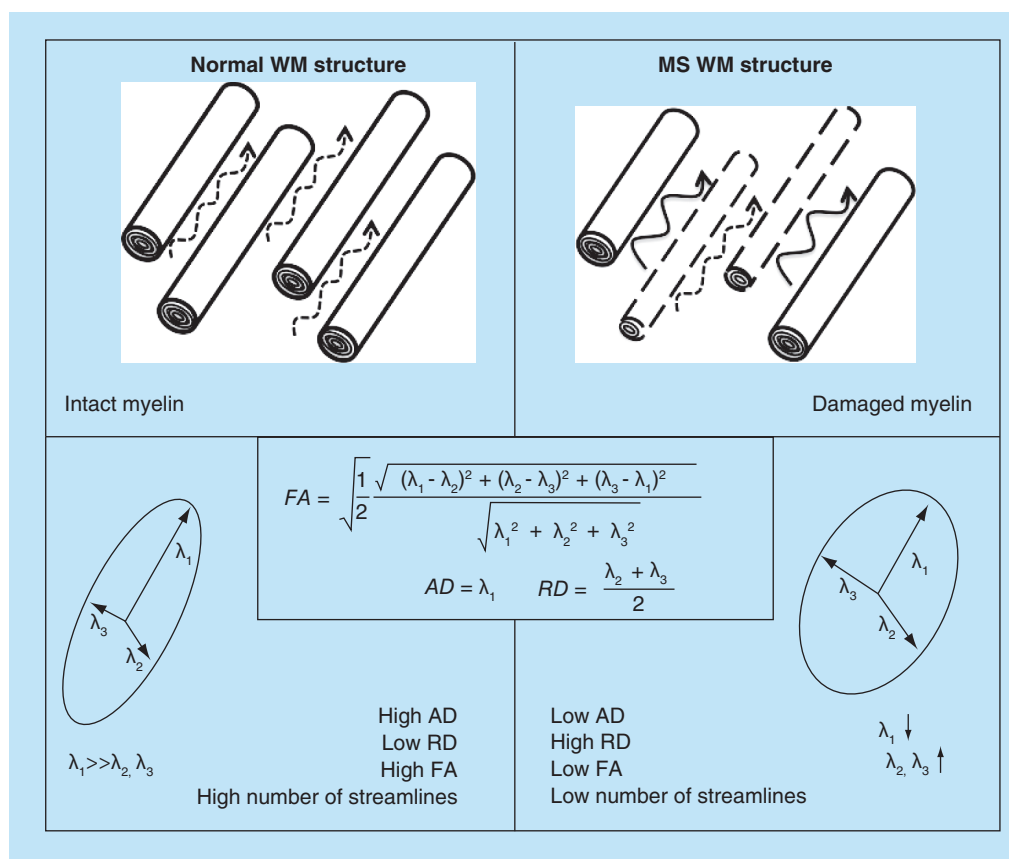 Normal WM structure
MS WM structure
Intact myelin
Damaged myelin
FA = √(1/2) √((λ₁ - λ₂)² + (λ₂ - λ₃)² + (λ₃ - λ₁)²) / √(λ₁² + λ₂² + λ₃²)
AD = λ₁ RD = (λ₂ + λ₃) / 2
λ₁
λ₃
λ₂
λ₁>>λ₂, λ₃
High AD
Low RD
High FA
High number of streamlines
λ₁
λ₃
λ₂
Low AD
High RD
Low FA
Low number of streamlines
λ₁ ↓
λ₂, λ₃ ↑